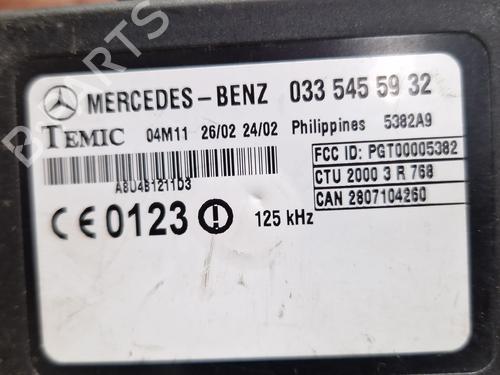 MERCEDES-BENZ 033 545 59 32
TEMIC 04M11 26/02 24/02 Philippines 5382A9
FCC ID: PGT00005382
CTU 2000 3 R 768
CAN 2807104260
A8U4B1211D3
CE 0123 ! 125 kHz
B-PARTS